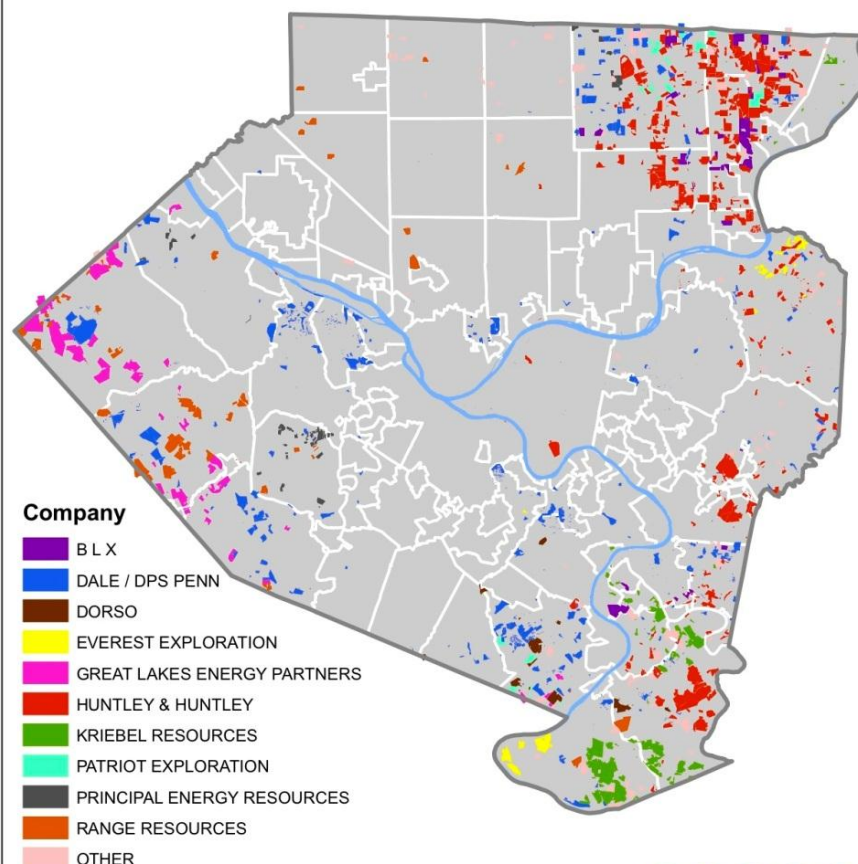 Company
B L X
DALE / DPS PENN
DORSO
EVEREST EXPLORATION
GREAT LAKES ENERGY PARTNERS
HUNTLEY & HUNTLEY
KRIEBEL RESOURCES
PATRIOT EXPLORATION
PRINCIPAL ENERGY RESOURCES
RANGE RESOURCES
OTHER